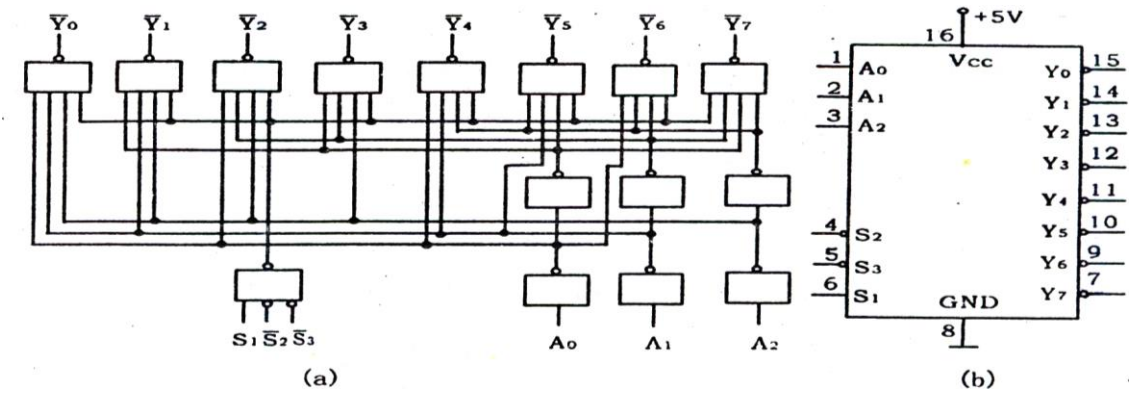 Y̅0 Y̅1 Y̅2 Y̅3 Y̅4 Y̅5 Y̅6 Y̅7
S1 S̅2 S̅3
A0 A1 A2
(a)
+5V
16
Vcc
1 A0
2 A1
3 A2
4 S2
5 S3
6 S1
Y0 15
Y1 14
Y2 13
Y3 12
Y4 11
Y5 10
Y6 9
Y7 7
GND
8
(b)